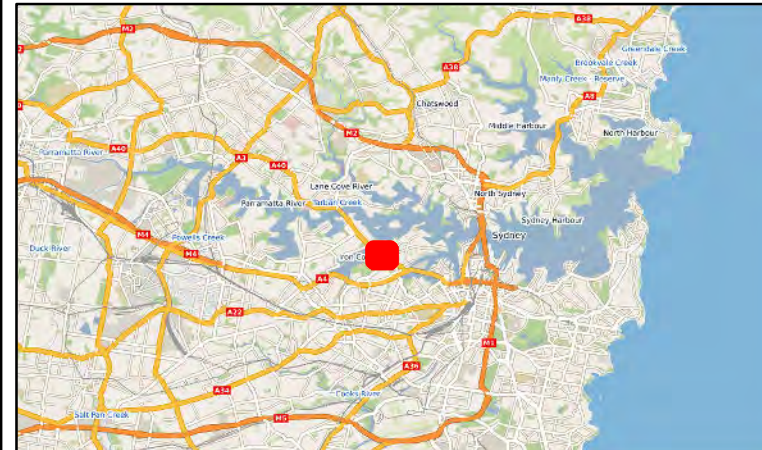 A38
M2
Greendale Creek
2
Brookvale Creek
A38
Manly Creek - Reserve
A8
Chatswood
Middle Harbour
North Harbour
M2
A40
Parramatta River
A3
A40
Lane Cove River
North Sydney
Parramatta River
Tarban Creek
Sydney Harbour
Sydney
M4
Powells Creek
Duck River
M4
A4
A22
M1
A36
A34
Cooks River
Salt Pan Creek
M5